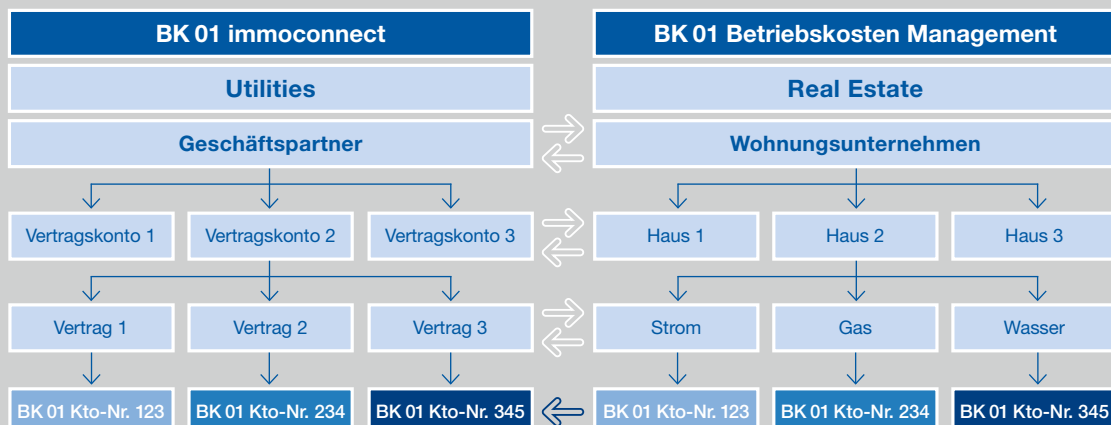 BK 01 immoconnect
BK 01 Betriebskosten Management
Utilities
Real Estate
Geschäftspartner
Wohnungsunternehmen
Vertragskonto 1
Vertragskonto 2
Vertragskonto 3
Haus 1
Haus 2
Haus 3
Vertrag 1
Vertrag 2
Vertrag 3
Strom
Gas
Wasser
BK 01 Kto-Nr. 123
BK 01 Kto-Nr. 234
BK 01 Kto-Nr. 345
BK 01 Kto-Nr. 123
BK 01 Kto-Nr. 234
BK 01 Kto-Nr. 345